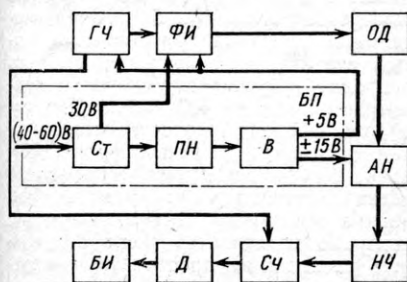 ГЧ
ФИ
ОД
30В
БП
+5В
(40-60)В
Ст
ПН
В
±15В
АН
БИ
Д
СЧ
НЧ